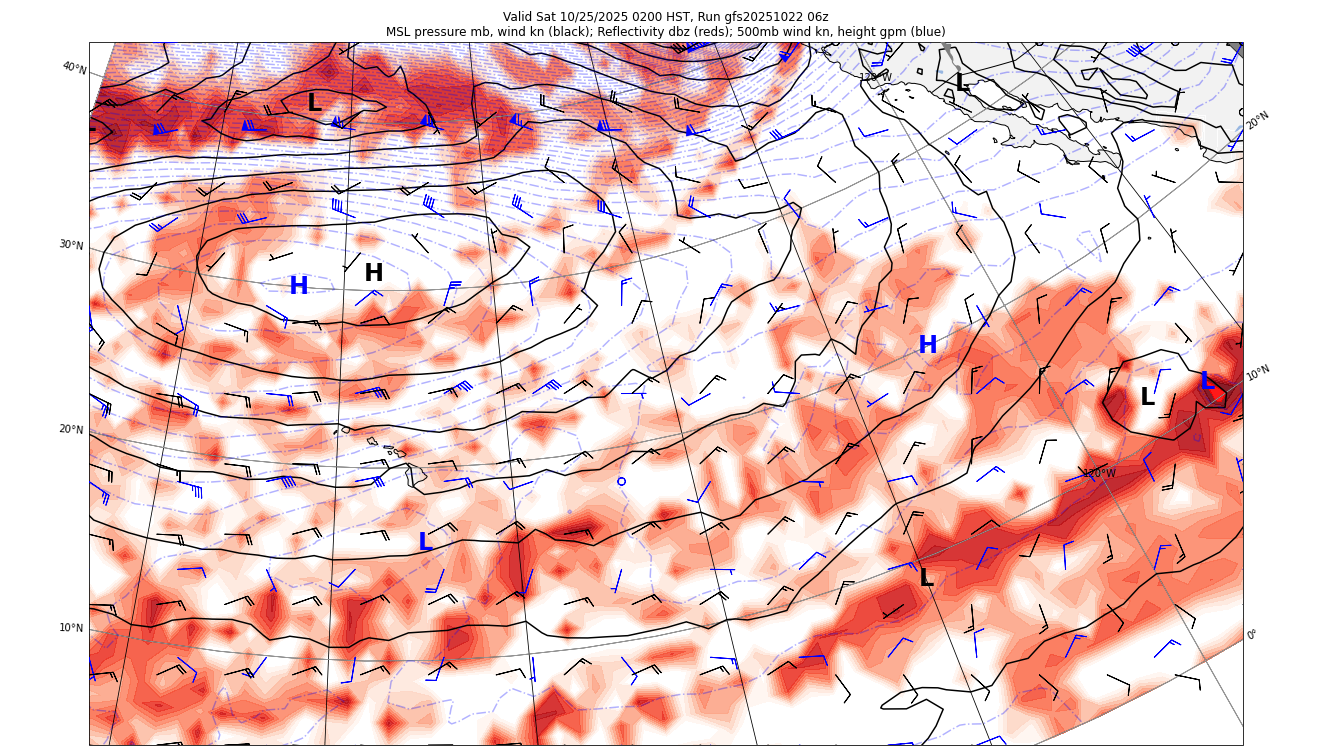 Valid Sat 10/25/2025 0200 HST, Run gfs20251022 06z
MSL pressure mb, wind kn (black); Reflectivity dbz (reds); 500mb wind kn, height gpm (blue)
40°N
120°W
L
L
20°N
30°N
H
H
H
10°N
L
L
20°N
120°W
L
L
10°N
0°